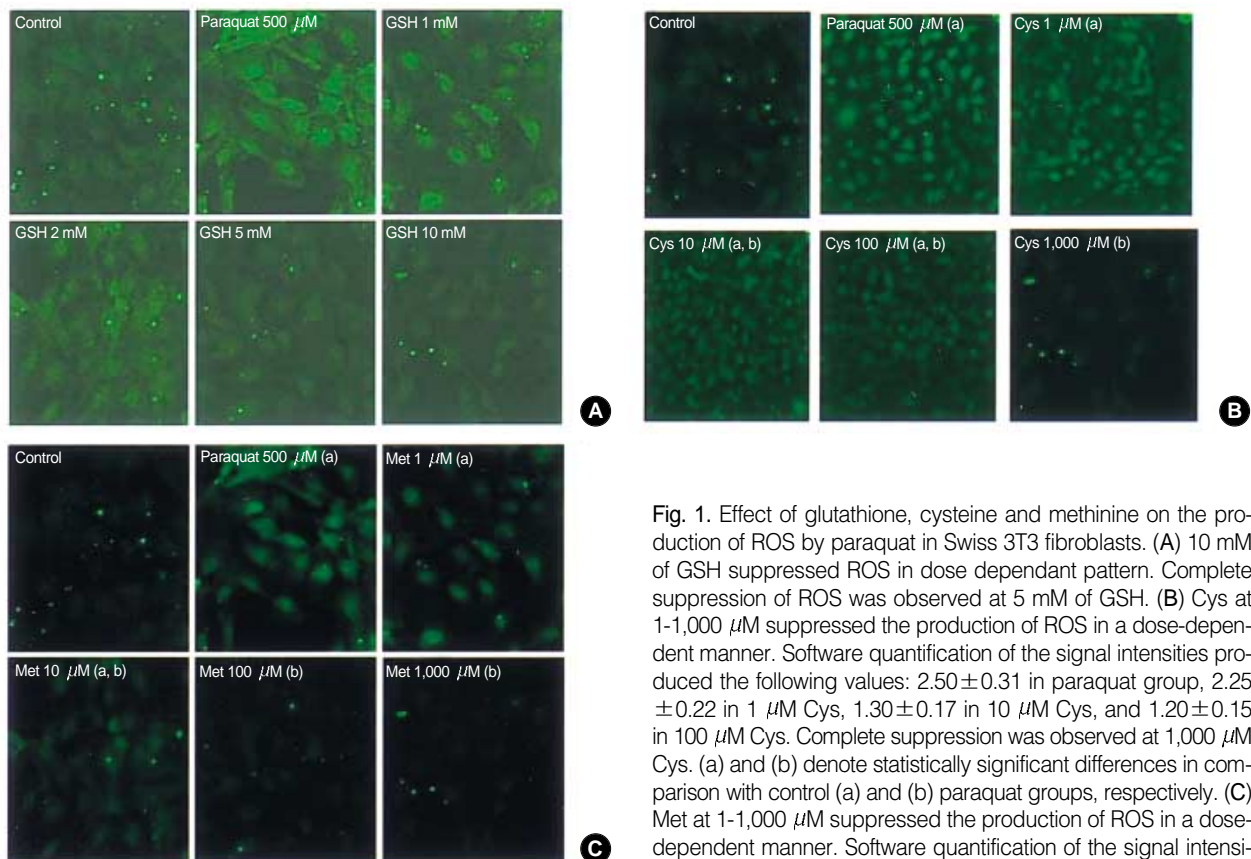 Control
Paraquat 500 μM
GSH 1 mM
GSH 2 mM
GSH 5 mM
GSH 10 mM
A
Control
Paraquat 500 μM (a)
Cys 1 μM (a)
Cys 10 μM (a, b)
Cys 100 μM (a, b)
Cys 1,000 μM (b)
B
Control
Paraquat 500 μM (a)
Met 1 μM (a)
Met 10 μM (a, b)
Met 100 μM (b)
Met 1,000 μM (b)
C
Fig. 1. Effect of glutathione, cysteine and methinine on the pro-
duction of ROS by paraquat in Swiss 3T3 fibroblasts. (A) 10 mM
of GSH suppressed ROS in dose dependant pattern. Complete
suppression of ROS was observed at 5 mM of GSH. (B) Cys at
1-1,000 μM suppressed the production of ROS in a dose-depen-
dent manner. Software quantification of the signal intensities pro-
duced the following values: 2.50±0.31 in paraquat group, 2.25
±0.22 in 1 μM Cys, 1.30±0.17 in 10 μM Cys, and 1.20±0.15
in 100 μM Cys. Complete suppression was observed at 1,000 μM
Cys. (a) and (b) denote statistically significant differences in com-
parison with control (a) and (b) paraquat groups, respectively. (C)
Met at 1-1,000 μM suppressed the production of ROS in a dose-
dependent manner. Software quantification of the signal intensi-